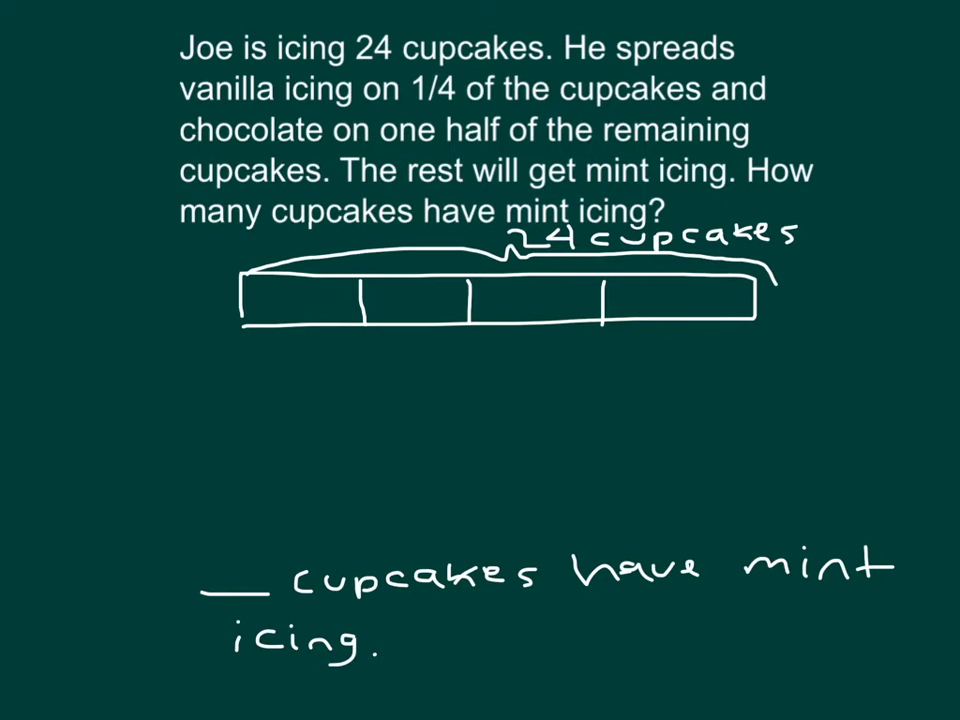 Joe is icing 24 cupcakes. He spreads
vanilla icing on 1/4 of the cupcakes and
chocolate on one half of the remaining
cupcakes. The rest will get mint icing. How
many cupcakes have mint icing?
24 cupcakes
__ cupcakes have mint
icing.